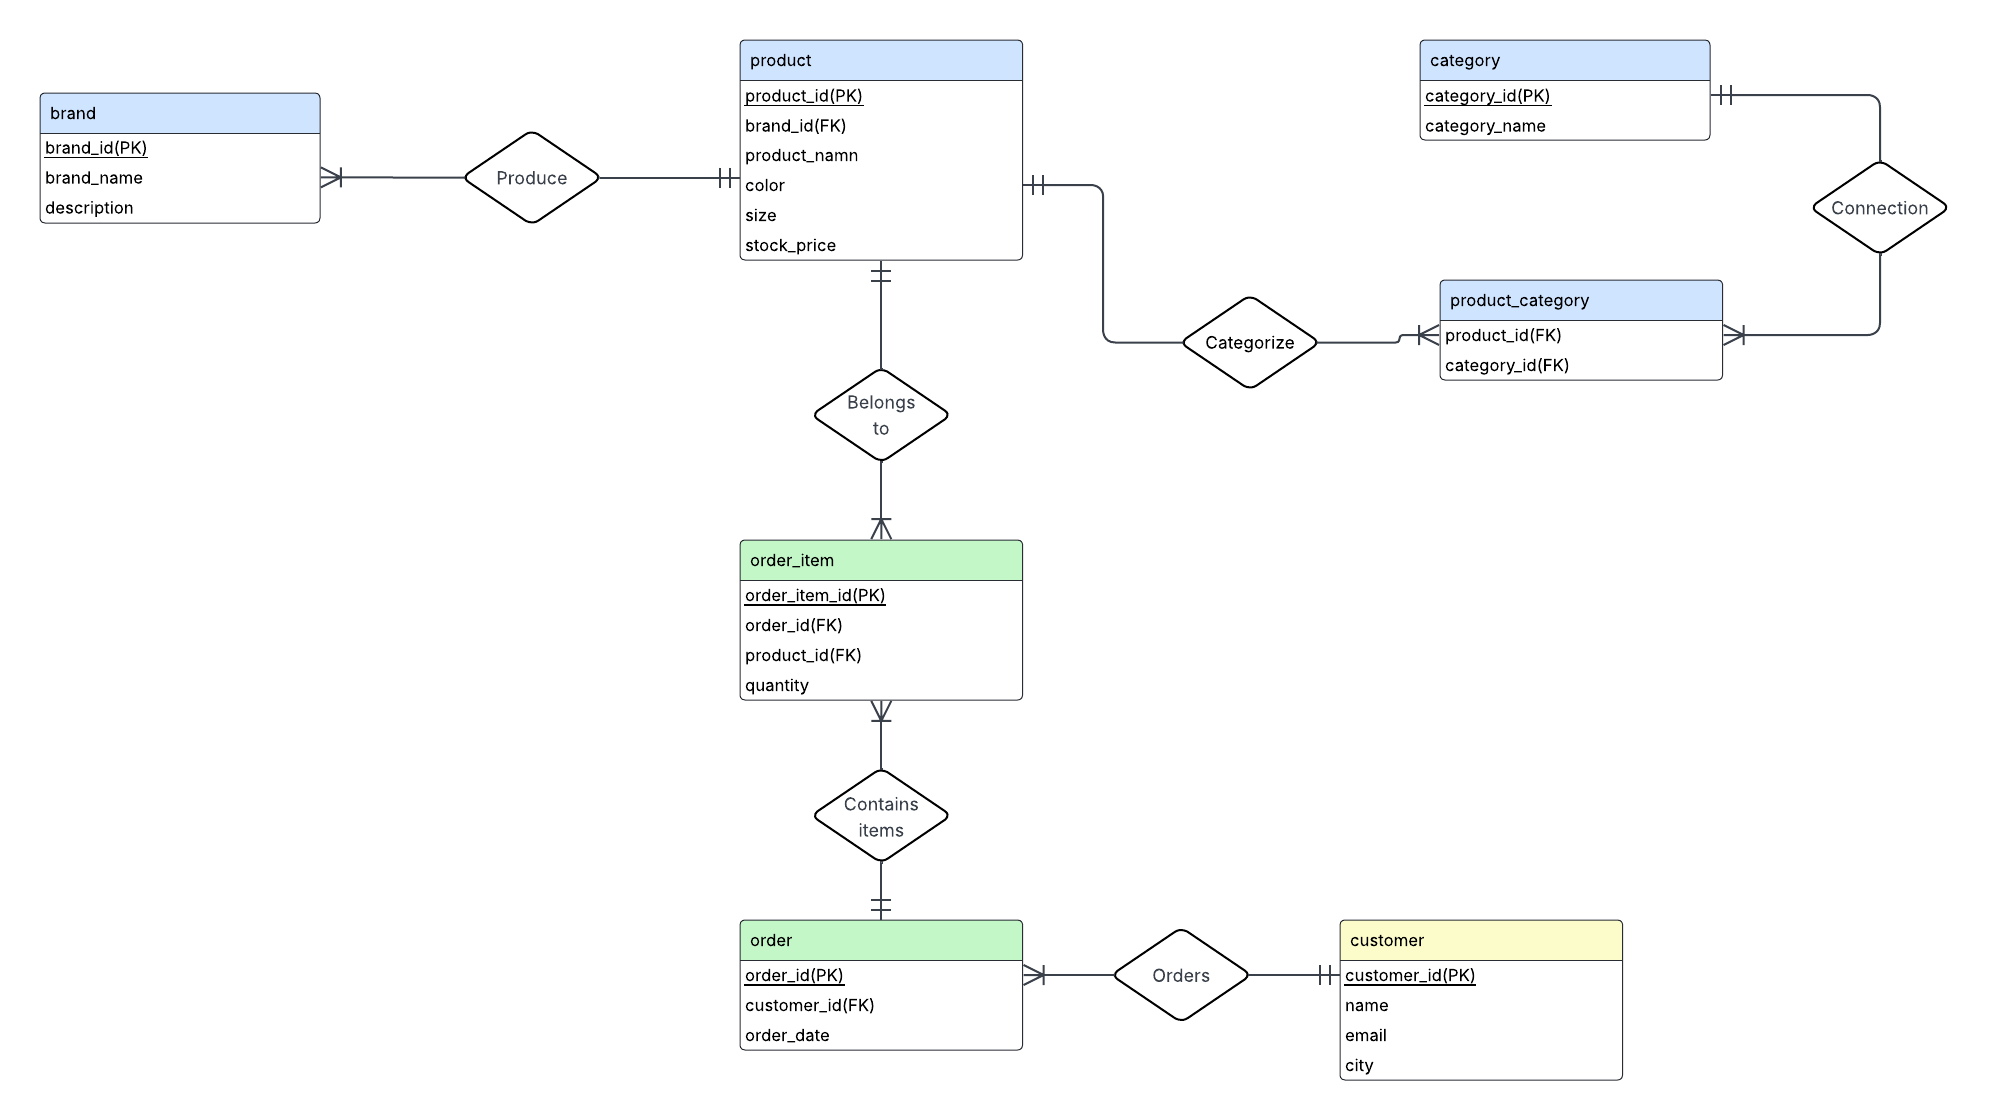 brand
brand_id(PK)
brand_name
description
Produce
product
product_id(PK)
brand_id(FK)
product_namn
color
size
stock_price
category
category_id(PK)
category_name
Connection
product_category
product_id(FK)
category_id(FK)
Categorize
Belongs
to
order_item
order_item_id(PK)
order_id(FK)
product_id(FK)
quantity
Contains
items
order
order_id(PK)
customer_id(FK)
order_date
Orders
customer
customer_id(PK)
name
email
city